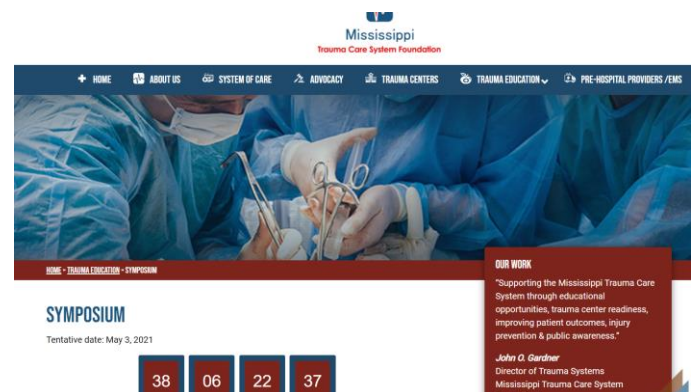 Mississippi
Trauma Care System Foundation
HOME ABOUT US SYSTEM OF CARE ADVOCACY TRAUMA CENTERS TRAUMA EDUCATION PRE-HOSPITAL PROVIDERS /EMS
HOME - TRAUMA EDUCATION - SYMPOSIUM
SYMPOSIUM
Tentative date: May 3, 2021
38 06 22 37
OUR WORK
“Supporting the Mississippi Trauma Care
System through educational
opportunities, trauma center readiness,
improving patient outcomes, injury
prevention & public awareness.”
John O. Gardner
Director of Trauma Systems
Mississippi Trauma Care System